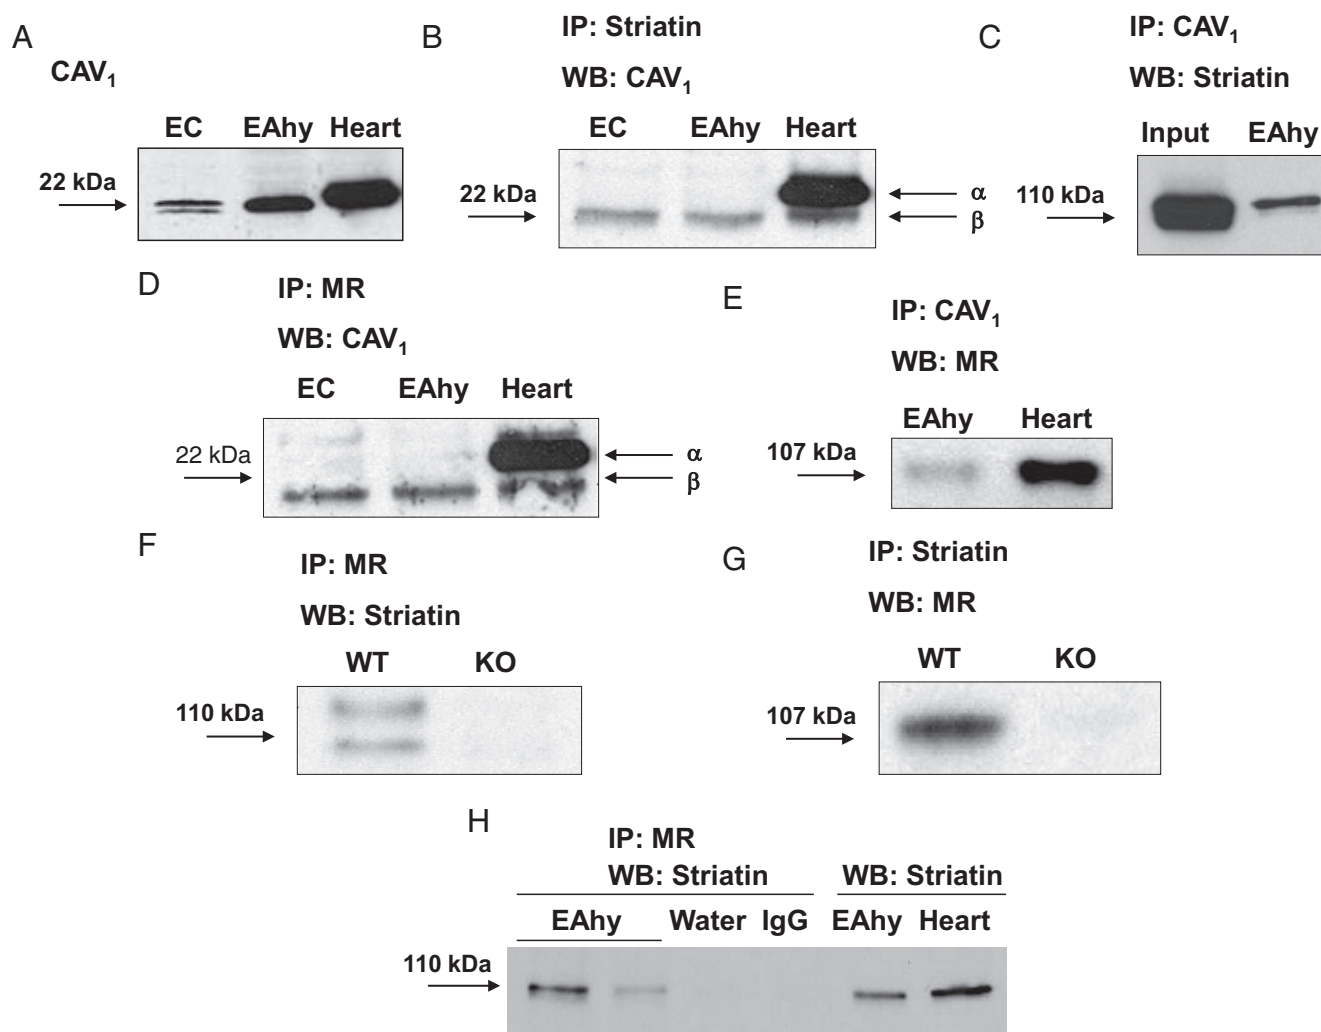 A
CAV₁
EC EAhy Heart
22 kDa
B
IP: Striatin
WB: CAV₁
EC EAhy Heart
22 kDa
α
β
C
IP: CAV₁
WB: Striatin
Input EAhy
110 kDa
D
IP: MR
WB: CAV₁
EC EAhy Heart
22 kDa
α
β
E
IP: CAV₁
WB: MR
EAhy Heart
107 kDa
F
IP: MR
WB: Striatin
WT KO
110 kDa
G
IP: Striatin
WB: MR
WT KO
107 kDa
H
IP: MR
WB: Striatin WB: Striatin
EAhy Water IgG EAhy Heart
110 kDa